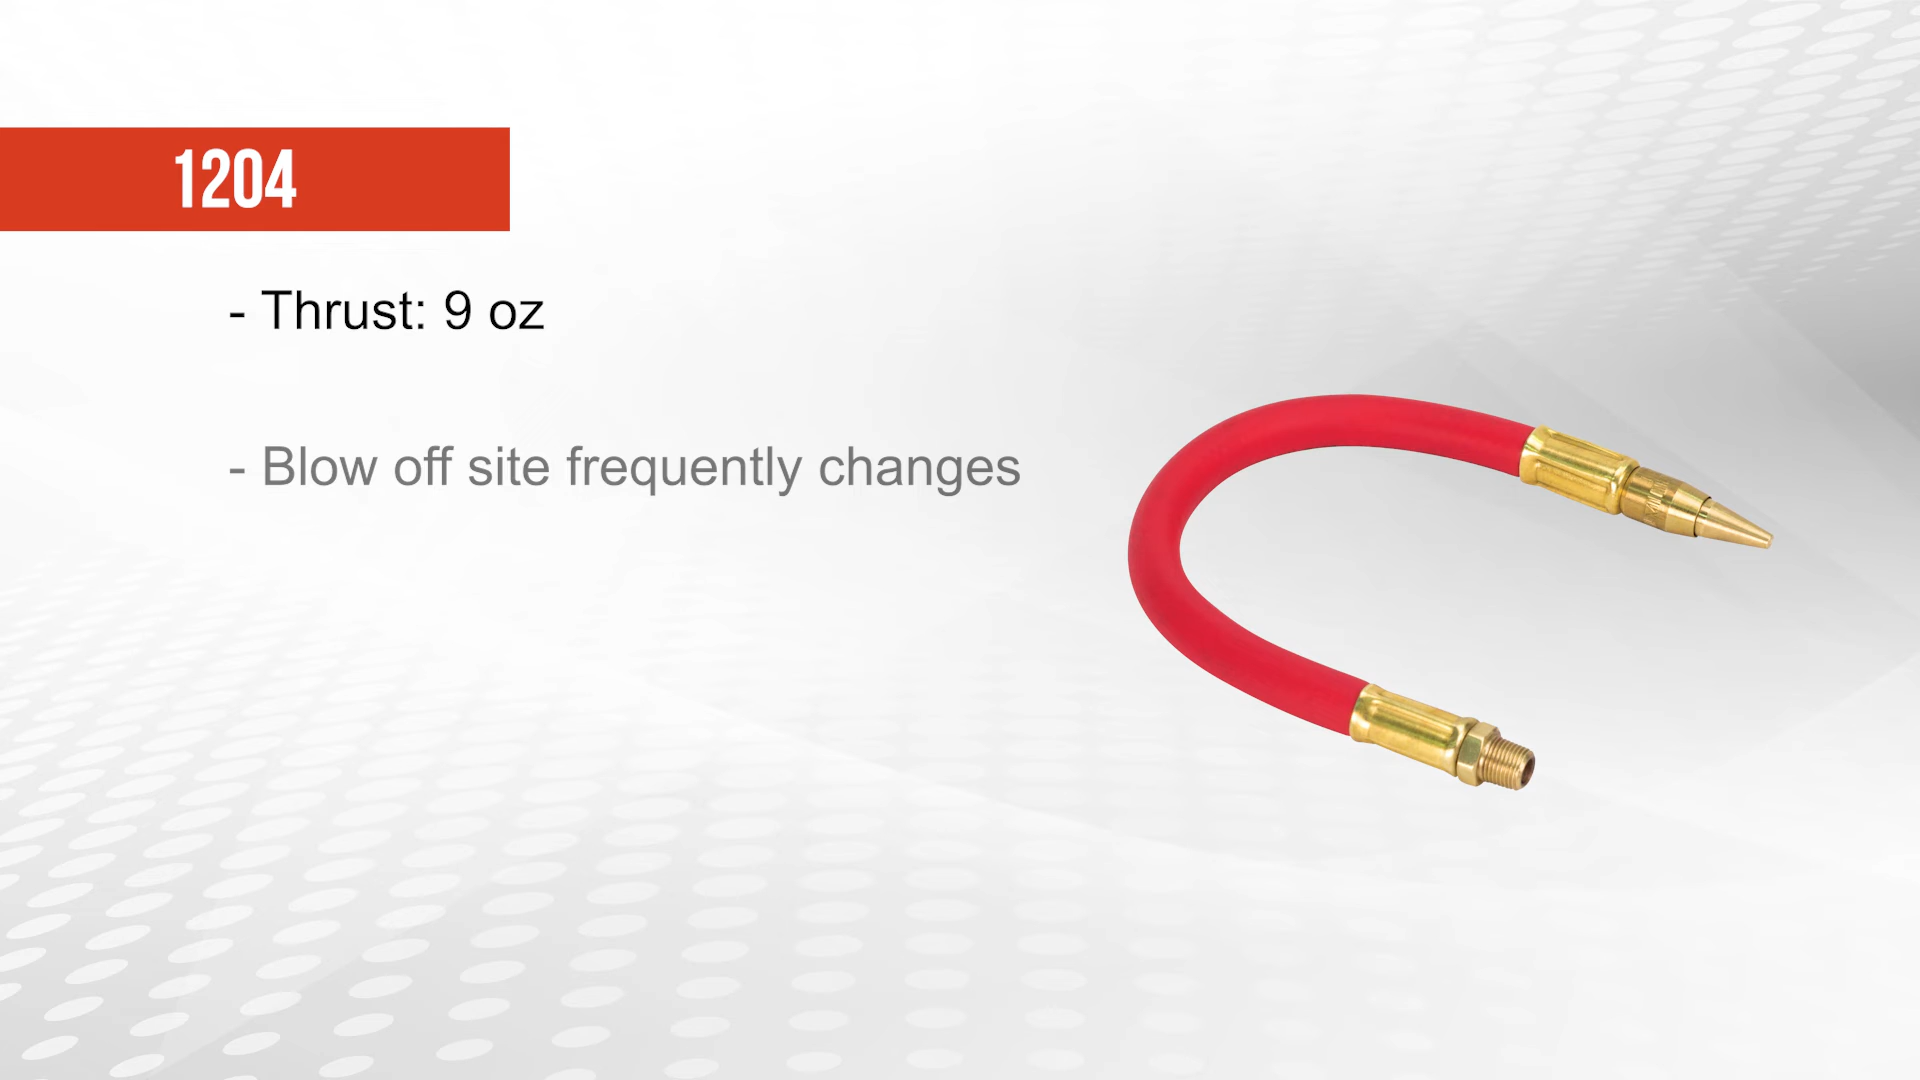 1204
- Thrust: 9 oz
- Blow off site frequently changes